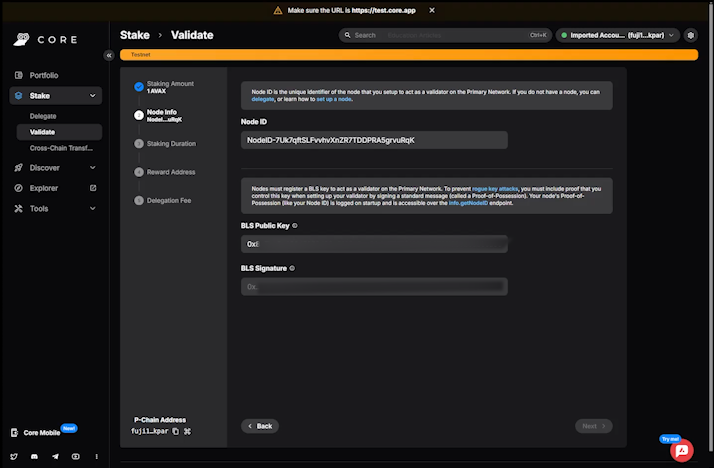 Make sure the URL is https://test.core.app
CORE
Stake > Validate
Search
Ctrl+K
Imported Accou... (fuji1...kpar)
Testnet
Portfolio
Stake
Delegate
Validate
Cross-Chain Transf...
Discover
Explorer
Tools
Staking Amount
1 AVAX
2
Node Info
NodeI...uRqK
3
Staking Duration
4
Reward Address
5
Delegation Fee
Node ID is the unique identifier of the node that you setup to act as a validator on the Primary Network. If you do not have a node, you can
delegate, or learn how to set up a node.
Node ID
NodeID-7Uk7qftSLFvvhvXnZR7TDDPRA5grvuRqK
Nodes must register a BLS key to act as a validator on the Primary Network. To prevent rogue key attacks, you must include proof that you
control this key when setting up your validator by signing a standard message (called a Proof-of-Possession). Your node's Proof-of-
Possession (like your Node ID) is logged on startup and is accessible over the info.getNodeID endpoint.
BLS Public Key
0x8
BLS Signature
0x
P-Chain Address
fuji1...kpar
Back
Next
Core Mobile
New!
Try me!